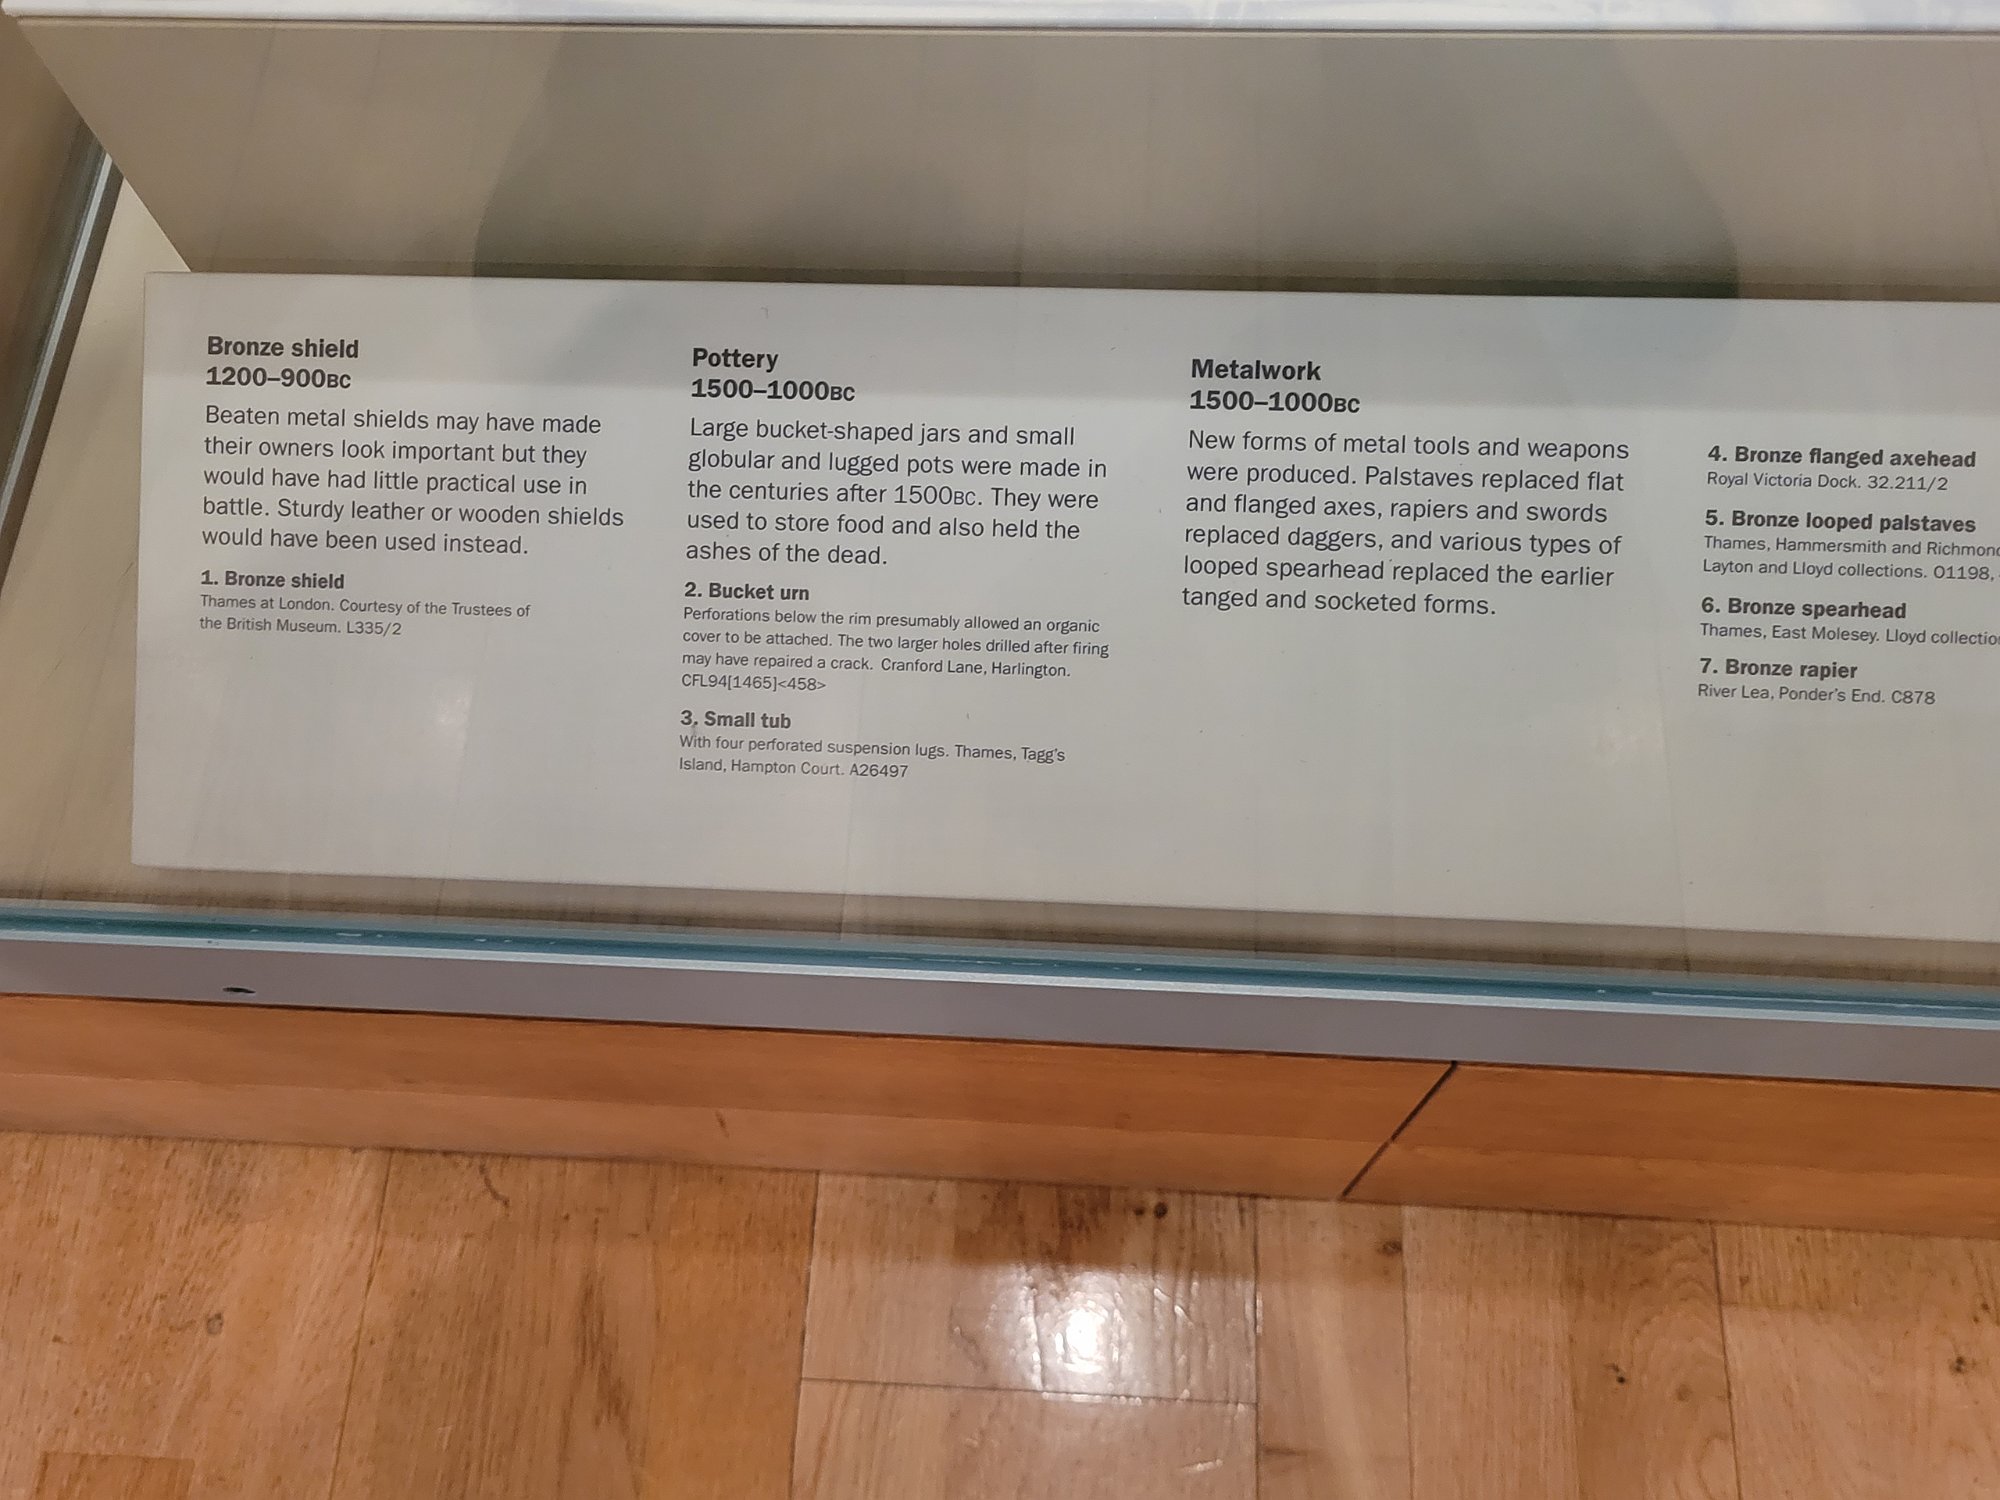 Bronze shield
1200–900BC
Beaten metal shields may have made
their owners look important but they
would have had little practical use in
battle. Sturdy leather or wooden shields
would have been used instead.
1. Bronze shield
Thames at London. Courtesy of the Trustees of
the British Museum. L335/2
Pottery
1500–1000BC
Large bucket-shaped jars and small
globular and lugged pots were made in
the centuries after 1500BC. They were
used to store food and also held the
ashes of the dead.
2. Bucket urn
Perforations below the rim presumably allowed an organic
cover to be attached. The two larger holes drilled after firing
may have repaired a crack. Cranford Lane, Harlington.
CFL94[1465]<458>
3. Small tub
With four perforated suspension lugs. Thames, Tagg's
Island, Hampton Court. A26497
Metalwork
1500–1000BC
New forms of metal tools and weapons
were produced. Palstaves replaced flat
and flanged axes, rapiers and swords
replaced daggers, and various types of
looped spearhead replaced the earlier
tanged and socketed forms.
4. Bronze flanged axehead
Royal Victoria Dock. 32.211/2
5. Bronze looped palstaves
Thames, Hammersmith and Richmon
Layton and Lloyd collections. O1198,
6. Bronze spearhead
Thames, East Molesey. Lloyd collectio
7. Bronze rapier
River Lea, Ponder's End. C878